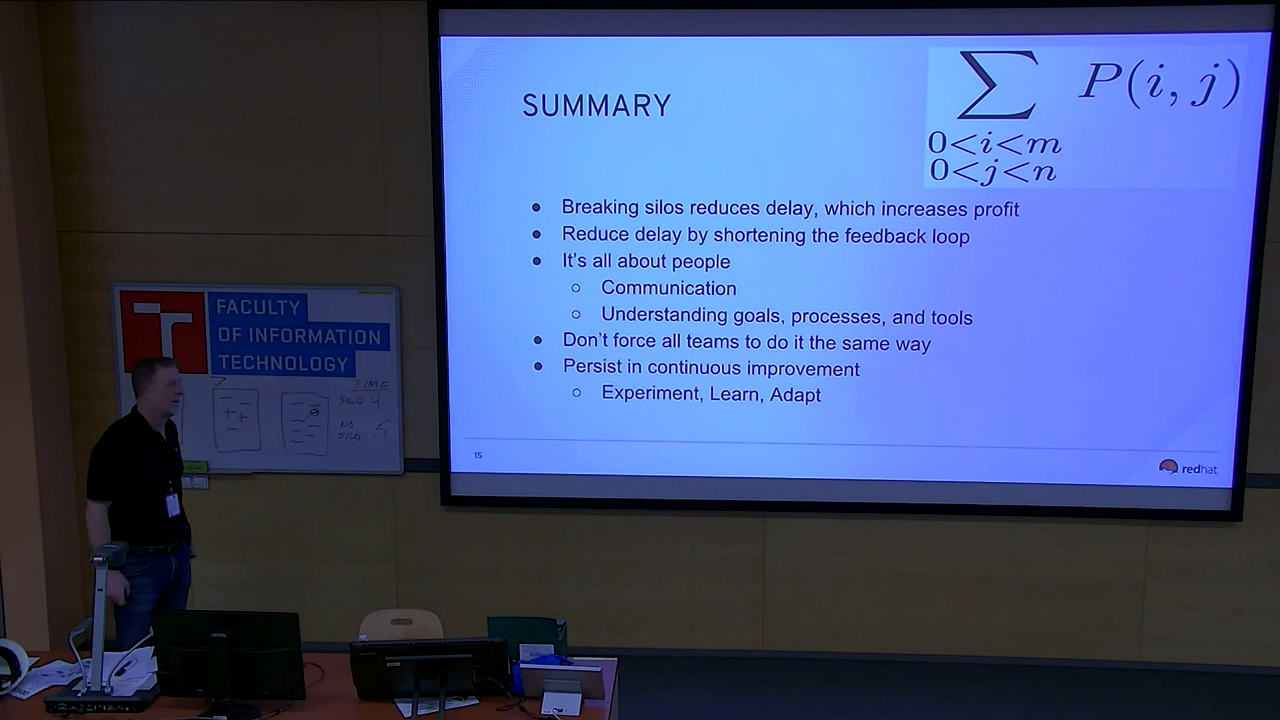 SUMMARY
∑ P(i, j)
0<i<m
0<j<n
• Breaking silos reduces delay, which increases profit
• Reduce delay by shortening the feedback loop
• It's all about people
○ Communication
○ Understanding goals, processes, and tools
• Don't force all teams to do it the same way
• Persist in continuous improvement
○ Experiment, Learn, Adapt
15
redhat
FACULTY
OF INFORMATION
TECHNOLOGY
TIME
SILO 4
NO
SILO